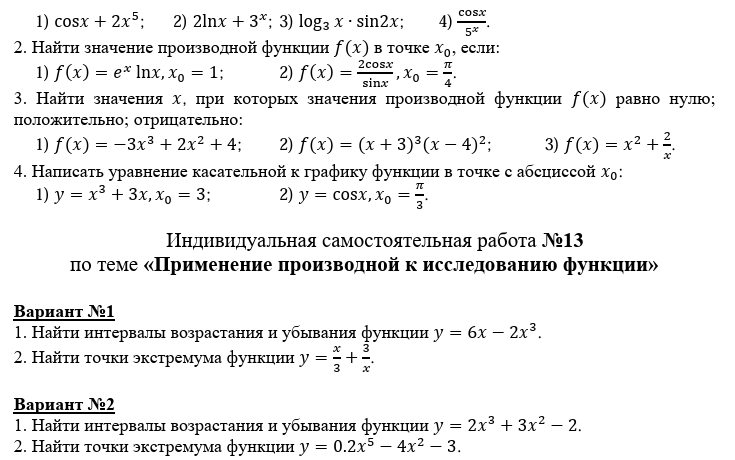 1) cosx + 2x⁵; 2) 2lnx + 3ˣ; 3) log₃ x · sin2x; 4) cosx/5ˣ.
2. Найти значение производной функции f(x) в точке x₀, если:
1) f(x) = eˣ lnx, x₀ = 1; 2) f(x) = 2cosx/sinx, x₀ = π/4.
3. Найти значения x, при которых значения производной функции f(x) равно нулю;
положительно; отрицательно:
1) f(x) = −3x³ + 2x² + 4; 2) f(x) = (x + 3)³(x − 4)²; 3) f(x) = x² + 2/x.
4. Написать уравнение касательной к графику функции в точке с абсциссой x₀:
1) y = x³ + 3x, x₀ = 3; 2) y = cosx, x₀ = π/3.
Индивидуальная самостоятельная работа №13
по теме «Применение производной к исследованию функции»
Вариант №1
1. Найти интервалы возрастания и убывания функции y = 6x − 2x³.
2. Найти точки экстремума функции y = x/3 + 3/x.
Вариант №2
1. Найти интервалы возрастания и убывания функции y = 2x³ + 3x² − 2.
2. Найти точки экстремума функции y = 0.2x⁵ − 4x² − 3.